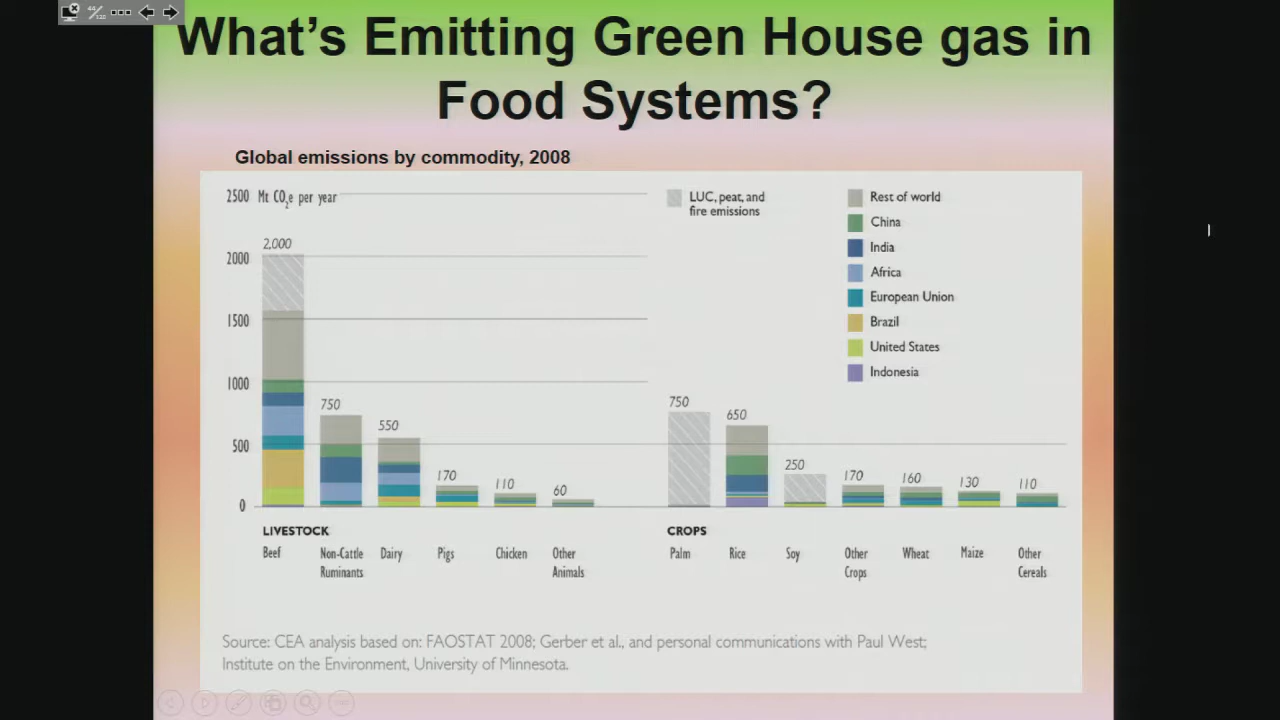 44/110
What's Emitting Green House gas in
Food Systems?
Global emissions by commodity, 2008
2500 Mt CO2e per year
LUC, peat, and
fire emissions
Rest of world
China
India
Africa
European Union
Brazil
United States
Indonesia
2,000
2000
1500
1000
750
550
500
170
110
60
0
750
650
250
170
160
130
110
LIVESTOCK
CROPS
Beef
Non-Cattle
Ruminants
Dairy
Pigs
Chicken
Other
Animals
Palm
Rice
Soy
Other
Crops
Wheat
Maize
Other
Cereals
Source: CEA analysis based on: FAOSTAT 2008; Gerber et al., and personal communications with Paul West;
Institute on the Environment, University of Minnesota.